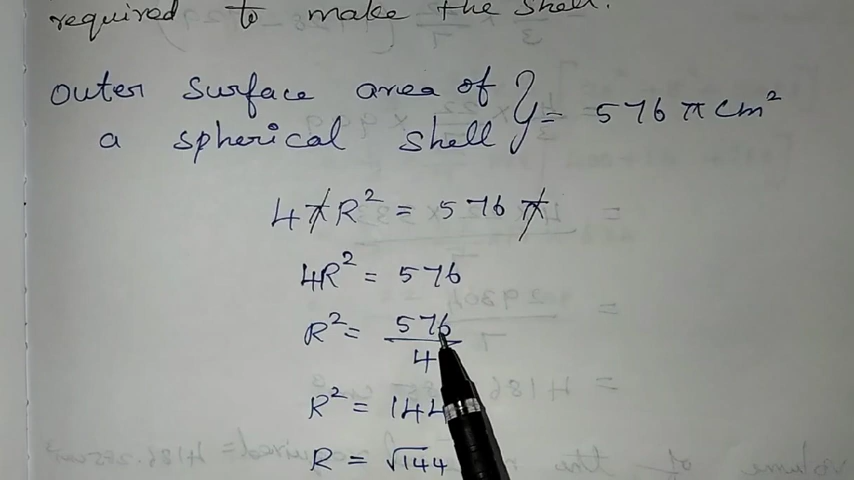 required to make the shell.
outer surface area of
a spherical shell } = 576 π cm²
4πR² = 576π
4R² = 576
R² = 576/4
R² = 144
R = √144